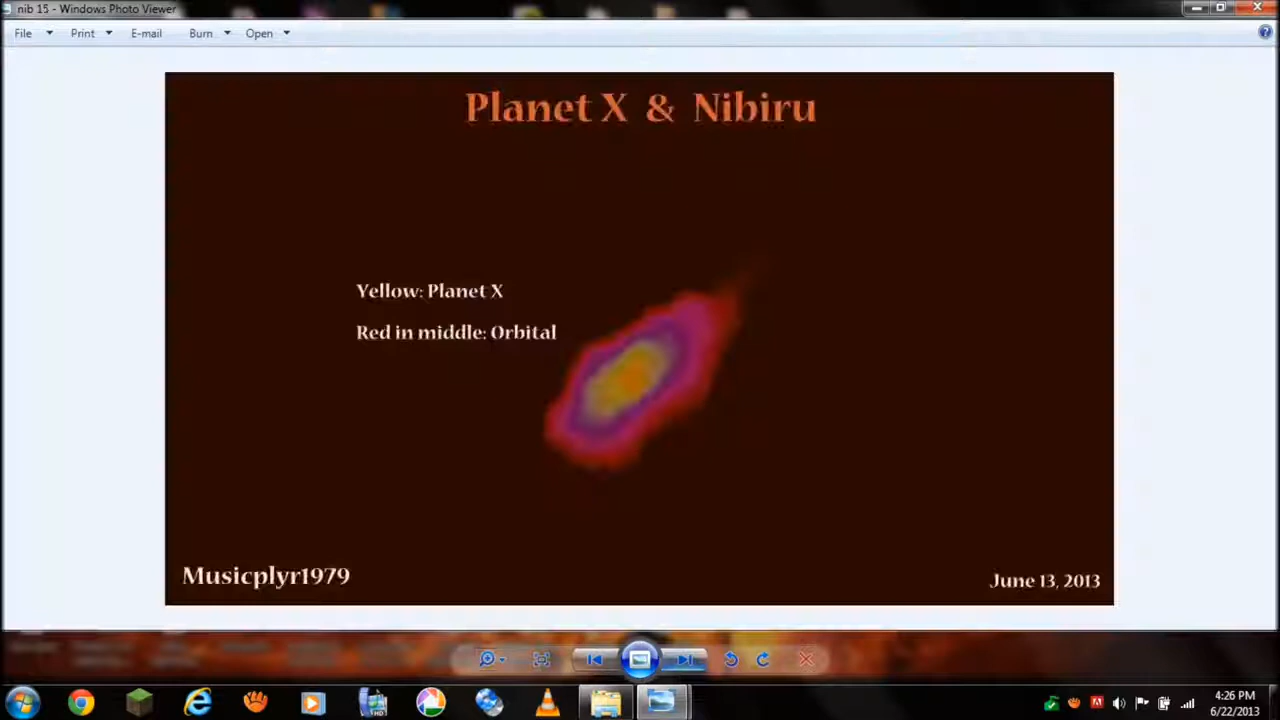 nib 15 - Windows Photo Viewer
File Print E-mail Burn Open
Planet X & Nibiru
Yellow: Planet X
Red in middle: Orbital
Musicplyr1979
June 13, 2013
HD
4:26 PM
6/22/2013